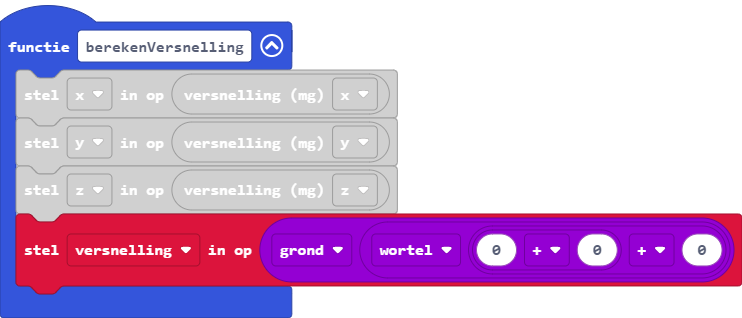 functie berekenVersnelling
stel x in op versnelling (mg) x
stel y in op versnelling (mg) y
stel z in op versnelling (mg) z
stel versnelling in op grond wortel 0 + 0 + 0